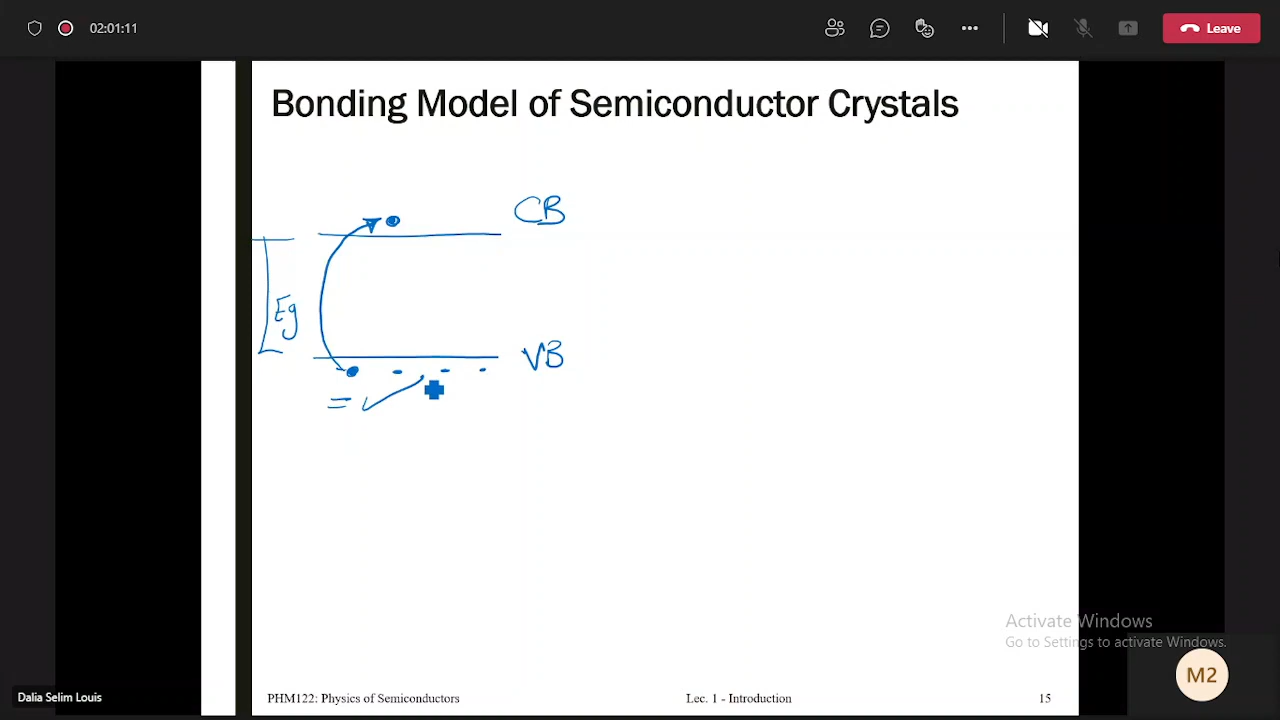 02:01:11
Leave
Bonding Model of Semiconductor Crystals
CB
Eg
VB
=
Activate Windows
Go to Settings to activate Windows.
M2
Dalia Selim Louis
PHM122: Physics of Semiconductors
Lec. 1 - Introduction
15